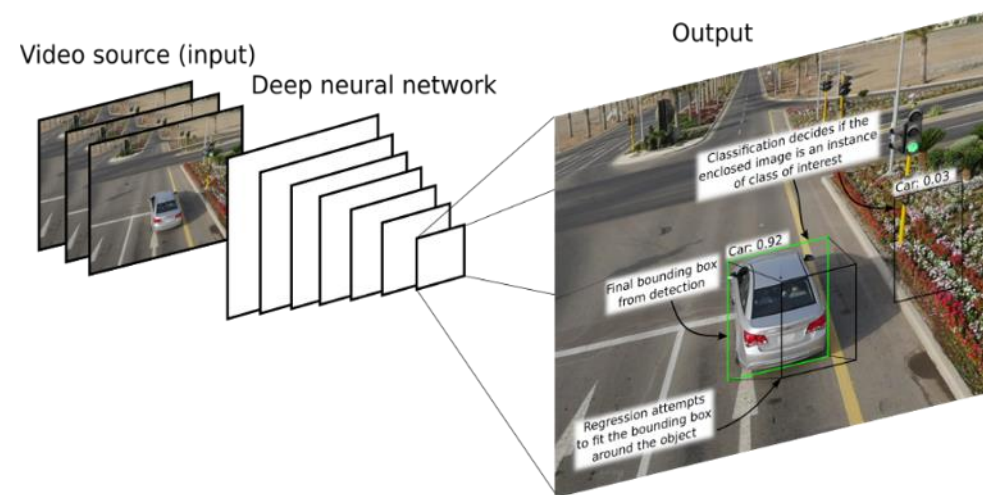 Video source (input)
Deep neural network
Output
Classification decides if the
enclosed image is an instance
of class of interest
Car: 0.03
Car: 0.92
Final bounding box
from detection
Regression attempts
to fit the bounding box
around the object